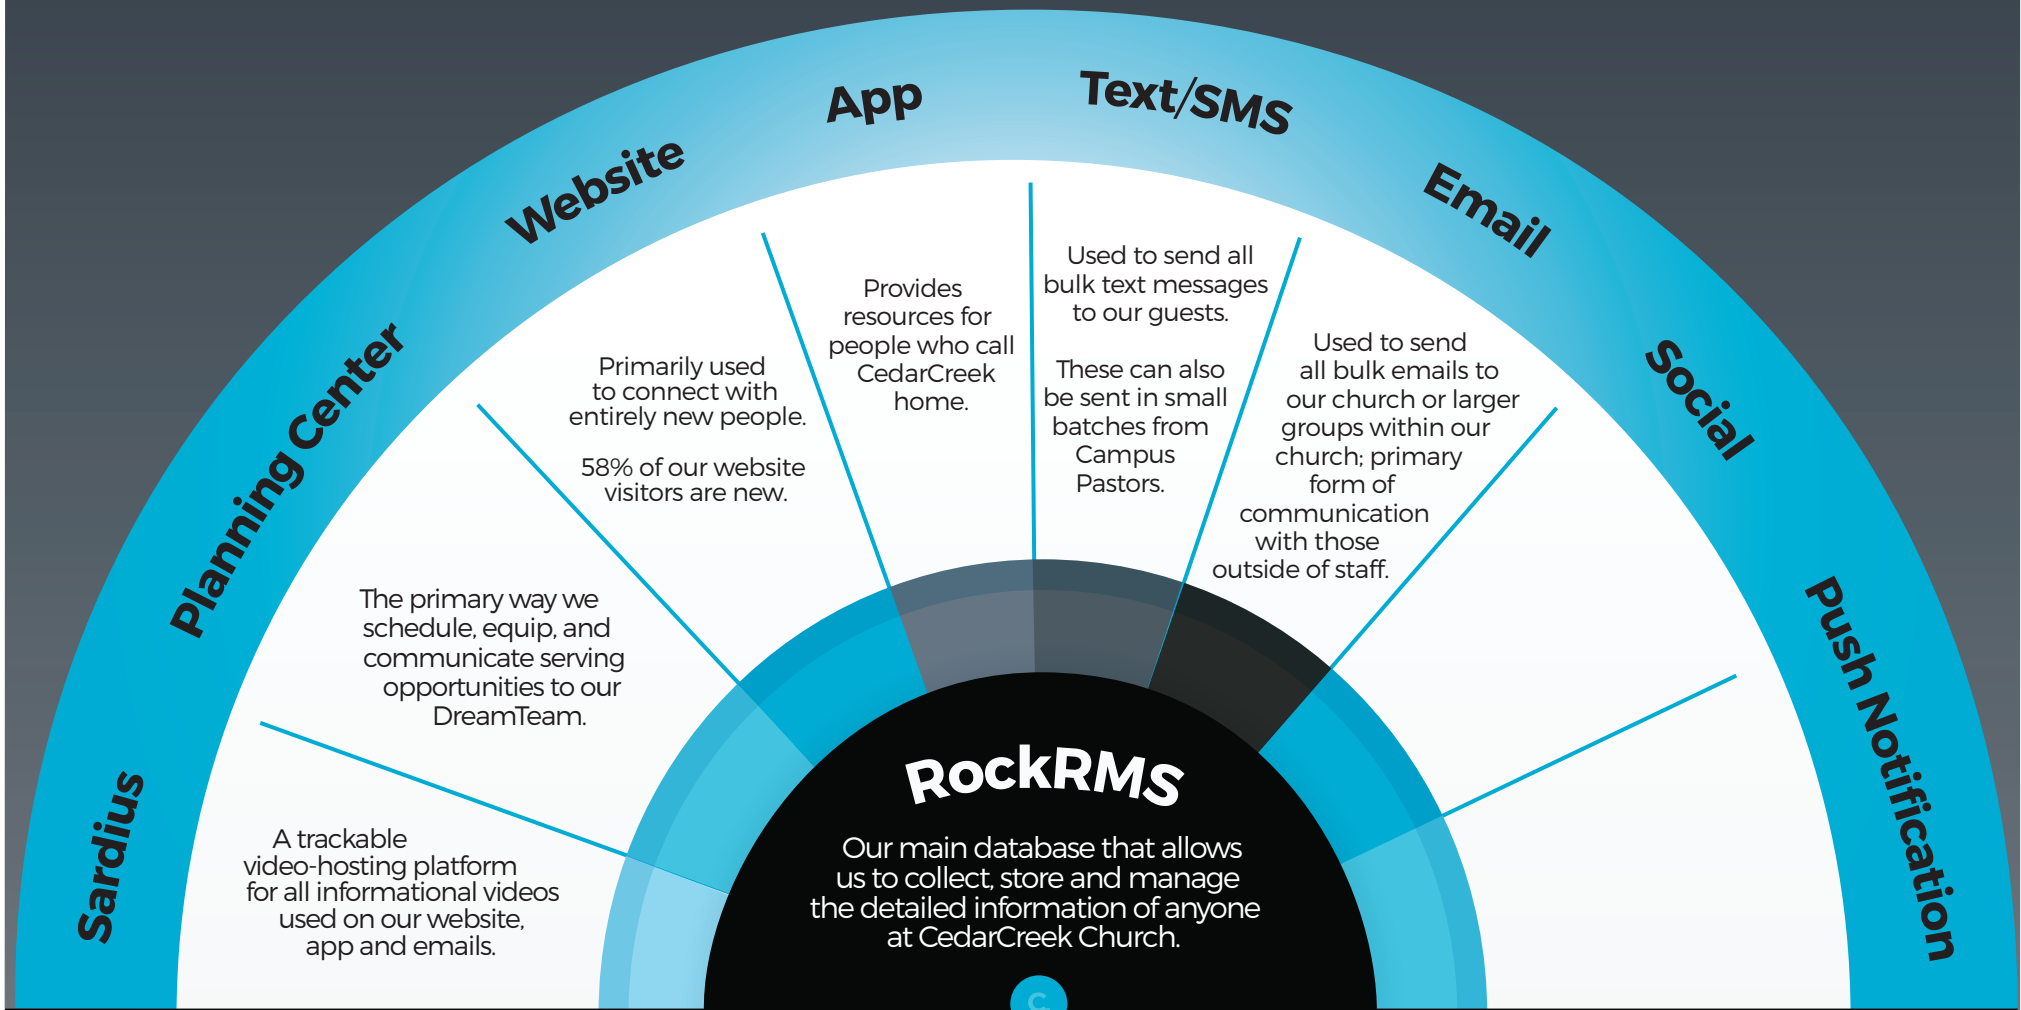 Sardius
A trackable
video-hosting platform
for all informational videos
used on our website,
app and emails.
Planning Center
The primary way we
schedule, equip, and
communicate serving
opportunities to our
DreamTeam.
Website
Primarily used
to connect with
entirely new people.
58% of our website
visitors are new.
App
Provides
resources for
people who call
CedarCreek
home.
Text/SMS
Used to send all
bulk text messages
to our guests.
These can also
be sent in small
batches from
Campus
Pastors.
Email
Used to send
all bulk emails to
our church or larger
groups within our
church; primary
form of
communication
with those
outside of staff.
Social
Push Notification
RockRMS
Our main database that allows
us to collect, store and manage
the detailed information of anyone
at CedarCreek Church.
C